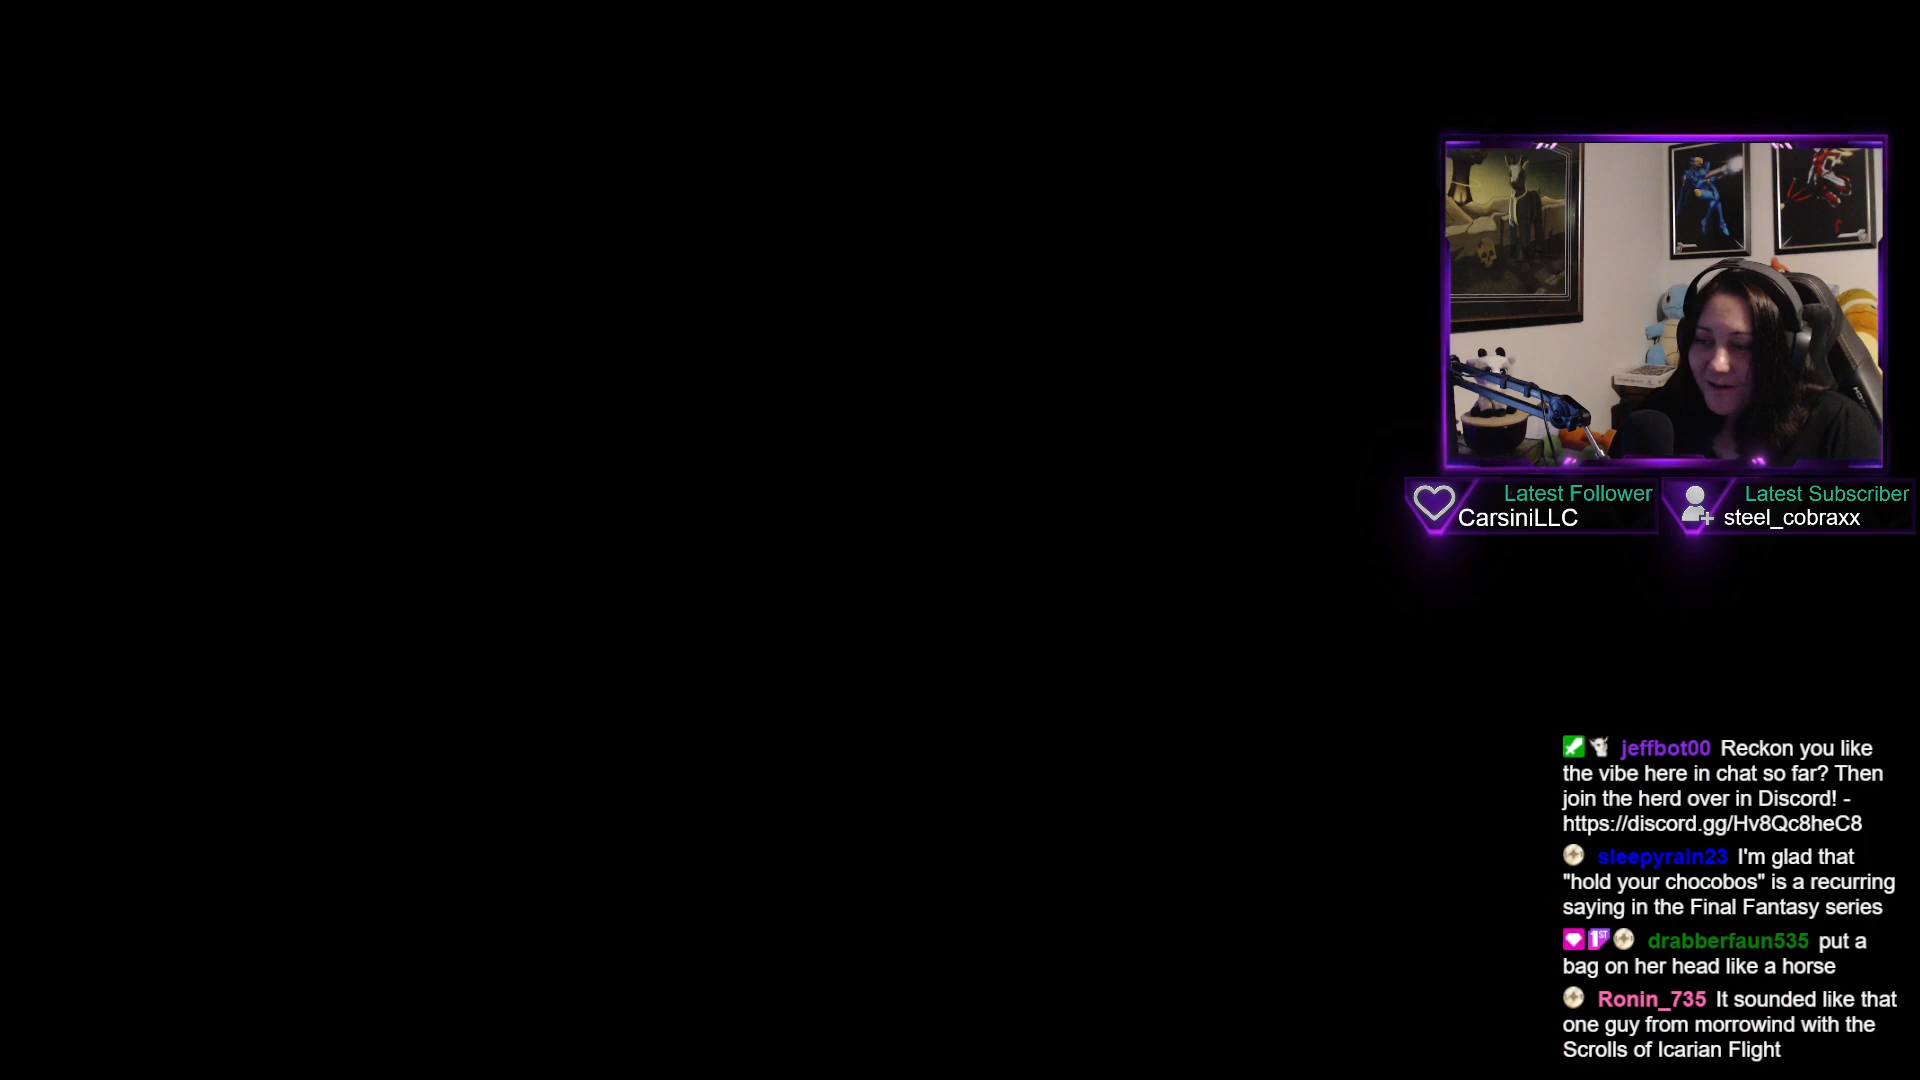 Latest Follower
CarsiniLLC
Latest Subscriber
steel_cobraxx
jeffbot00 Reckon you like
the vibe here in chat so far? Then
join the herd over in Discord! -
https://discord.gg/Hv8Qc8heC8
sleepyrain23 I'm glad that
"hold your chocobos" is a recurring
saying in the Final Fantasy series
1ST drabberfaun535 put a
bag on her head like a horse
Ronin_735 It sounded like that
one guy from morrowind with the
Scrolls of Icarian Flight